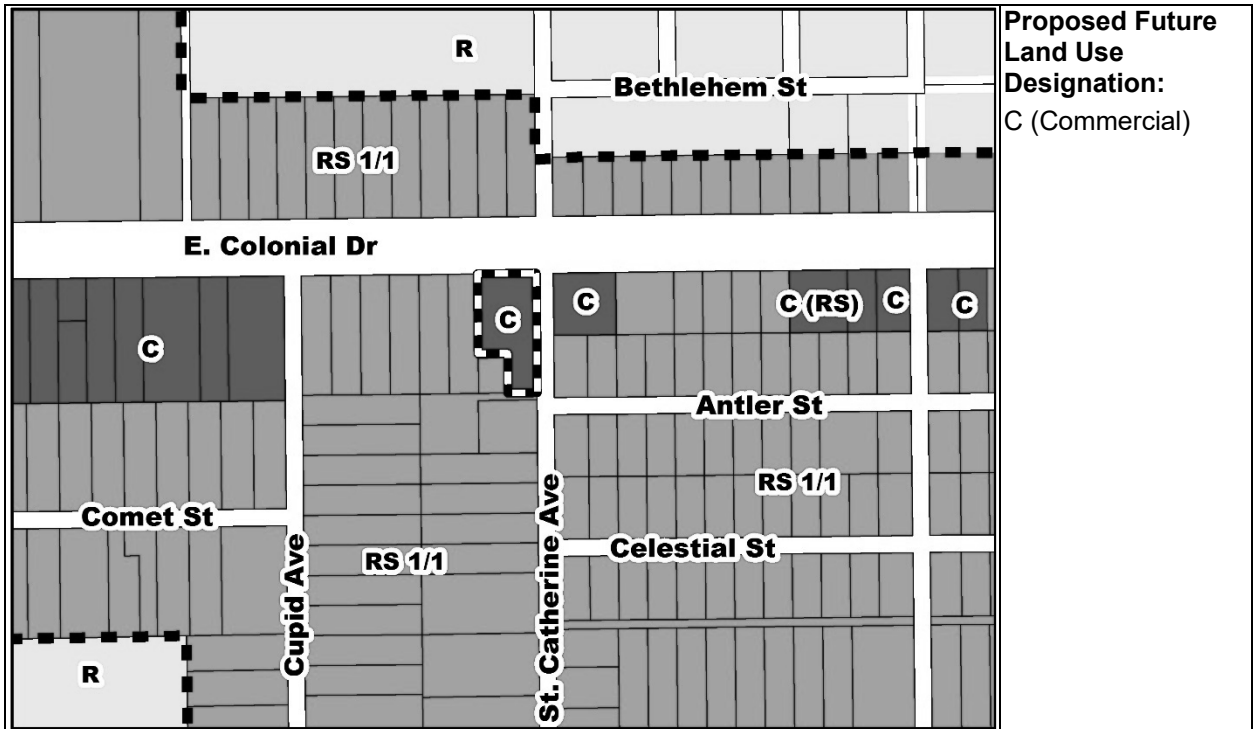 Proposed Future
Land Use
Designation:
C (Commercial)
R
Bethlehem St
RS 1/1
E. Colonial Dr
C
C
C
C (RS)
C
C
Antler St
RS 1/1
Comet St
Celestial St
RS 1/1
Cupid Ave
St. Catherine Ave
R